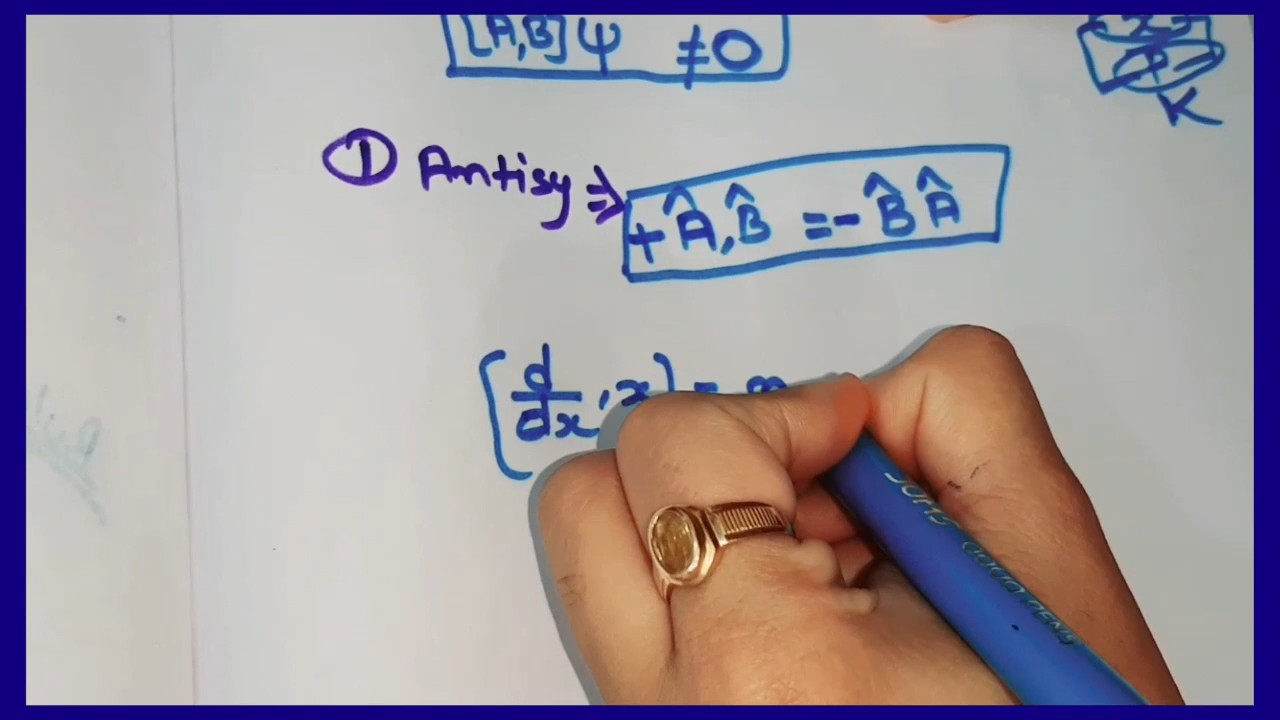 [A,B] ψ ≠0
K
① Antisy ⇒ +Â,B̂ =- B̂Â
[d/dx, x] =